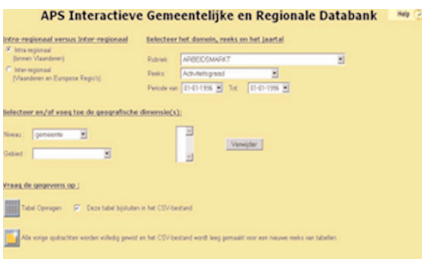 APS Interactieve Gemeentelijke en Regionale Databank
Help
Intra-regionaal versus Inter-regionaal
Selecteer het domein, reeks en het jaartal
Intra-regionaal
(binnen Vlaanderen)
Inter-regionaal
(Vlaanderen en Europese Regio's)
Rubriek: ARBEIDSMARKT
Reeks: Activiteitsgraad
Periode van 01-01-1996 Tot 01-01-1996
Selecteer en/of voeg toe de geografische dimensie(s):
Niveau: gemeente
Gebied:
Verwijder
Vraag de gegevens op :
Tabel Opvragen
Deze tabel bijsluiten in het CSV-bestand
Alle vorige opdrachten worden volledig gewist en het CSV-bestand wordt leeg gemaakt voor een nieuwe reeks van tabellen.